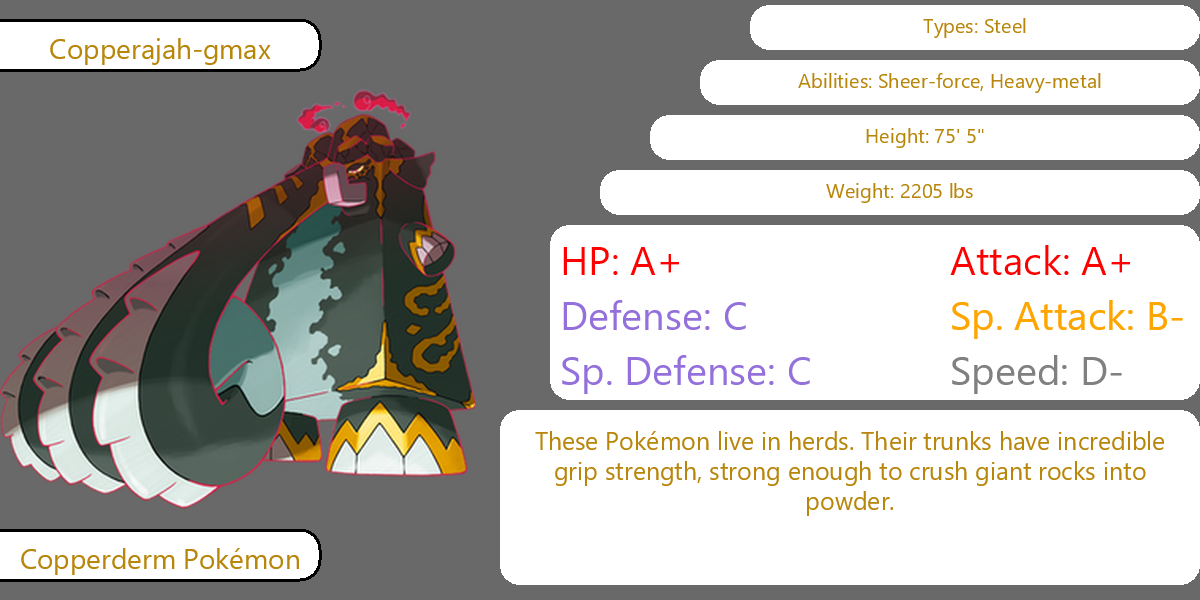 Copperajah-gmax
Types: Steel
Abilities: Sheer-force, Heavy-metal
Height: 75' 5"
Weight: 2205 lbs
HP: A+
Attack: A+
Defense: C
Sp. Attack: B-
Sp. Defense: C
Speed: D-
These Pokémon live in herds. Their trunks have incredible
grip strength, strong enough to crush giant rocks into
powder.
Copperderm Pokémon